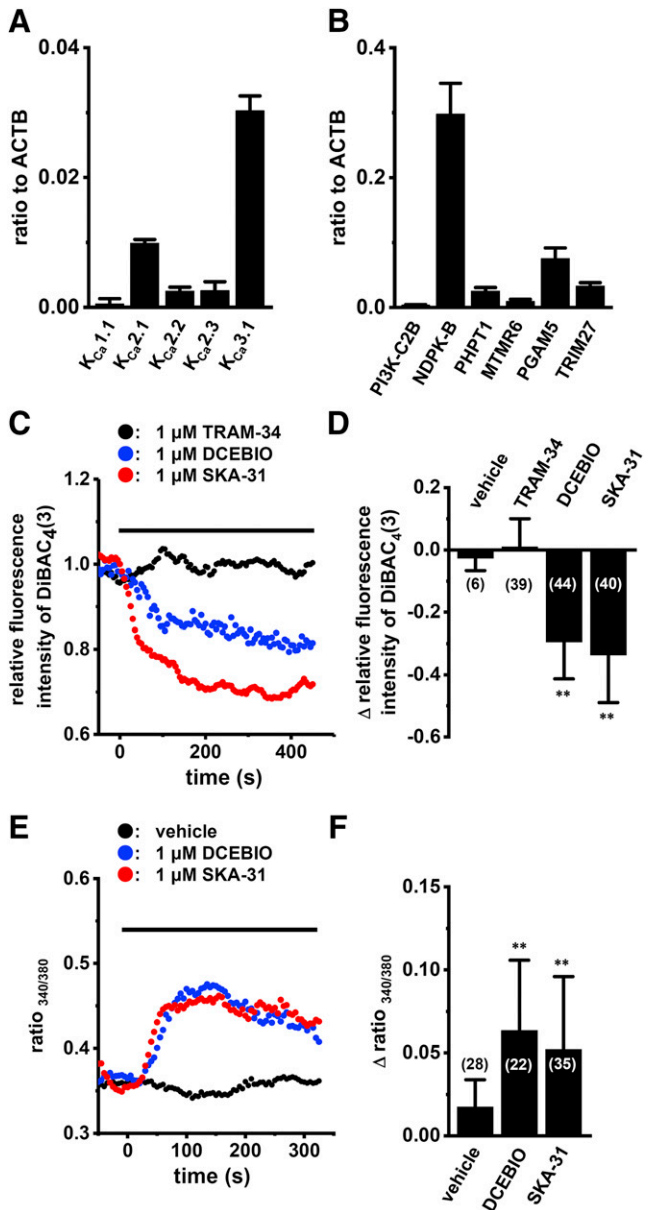 A
ratio to ACTB
0.04
0.02
0.00
KCa1.1
KCa2.1
KCa2.2
KCa2.3
KCa3.1
B
ratio to ACTB
0.4
0.2
0.0
PI3K-C2B
NDPK-B
PHPT1
MTMR6
PGAM5
TRIM27
C
: 1 μM TRAM-34
: 1 μM DCEBIO
: 1 μM SKA-31
relative fluorescence
intensity of DiBAC4(3)
1.2
1.0
0.8
0.6
0
200
400
time (s)
D
vehicle
TRAM-34
DCEBIO
SKA-31
Δ relative fluorescence
intensity of DiBAC4(3)
0.2
0.0
-0.2
-0.4
-0.6
(6)
(39)
(44)
(40)
**
**
E
: vehicle
: 1 μM DCEBIO
: 1 μM SKA-31
ratio 340/380
0.6
0.5
0.4
0.3
0
100
200
300
time (s)
F
Δ ratio 340/380
0.15
0.10
0.05
0.00
**
**
(28)
(22)
(35)
vehicle
DCEBIO
SKA-31